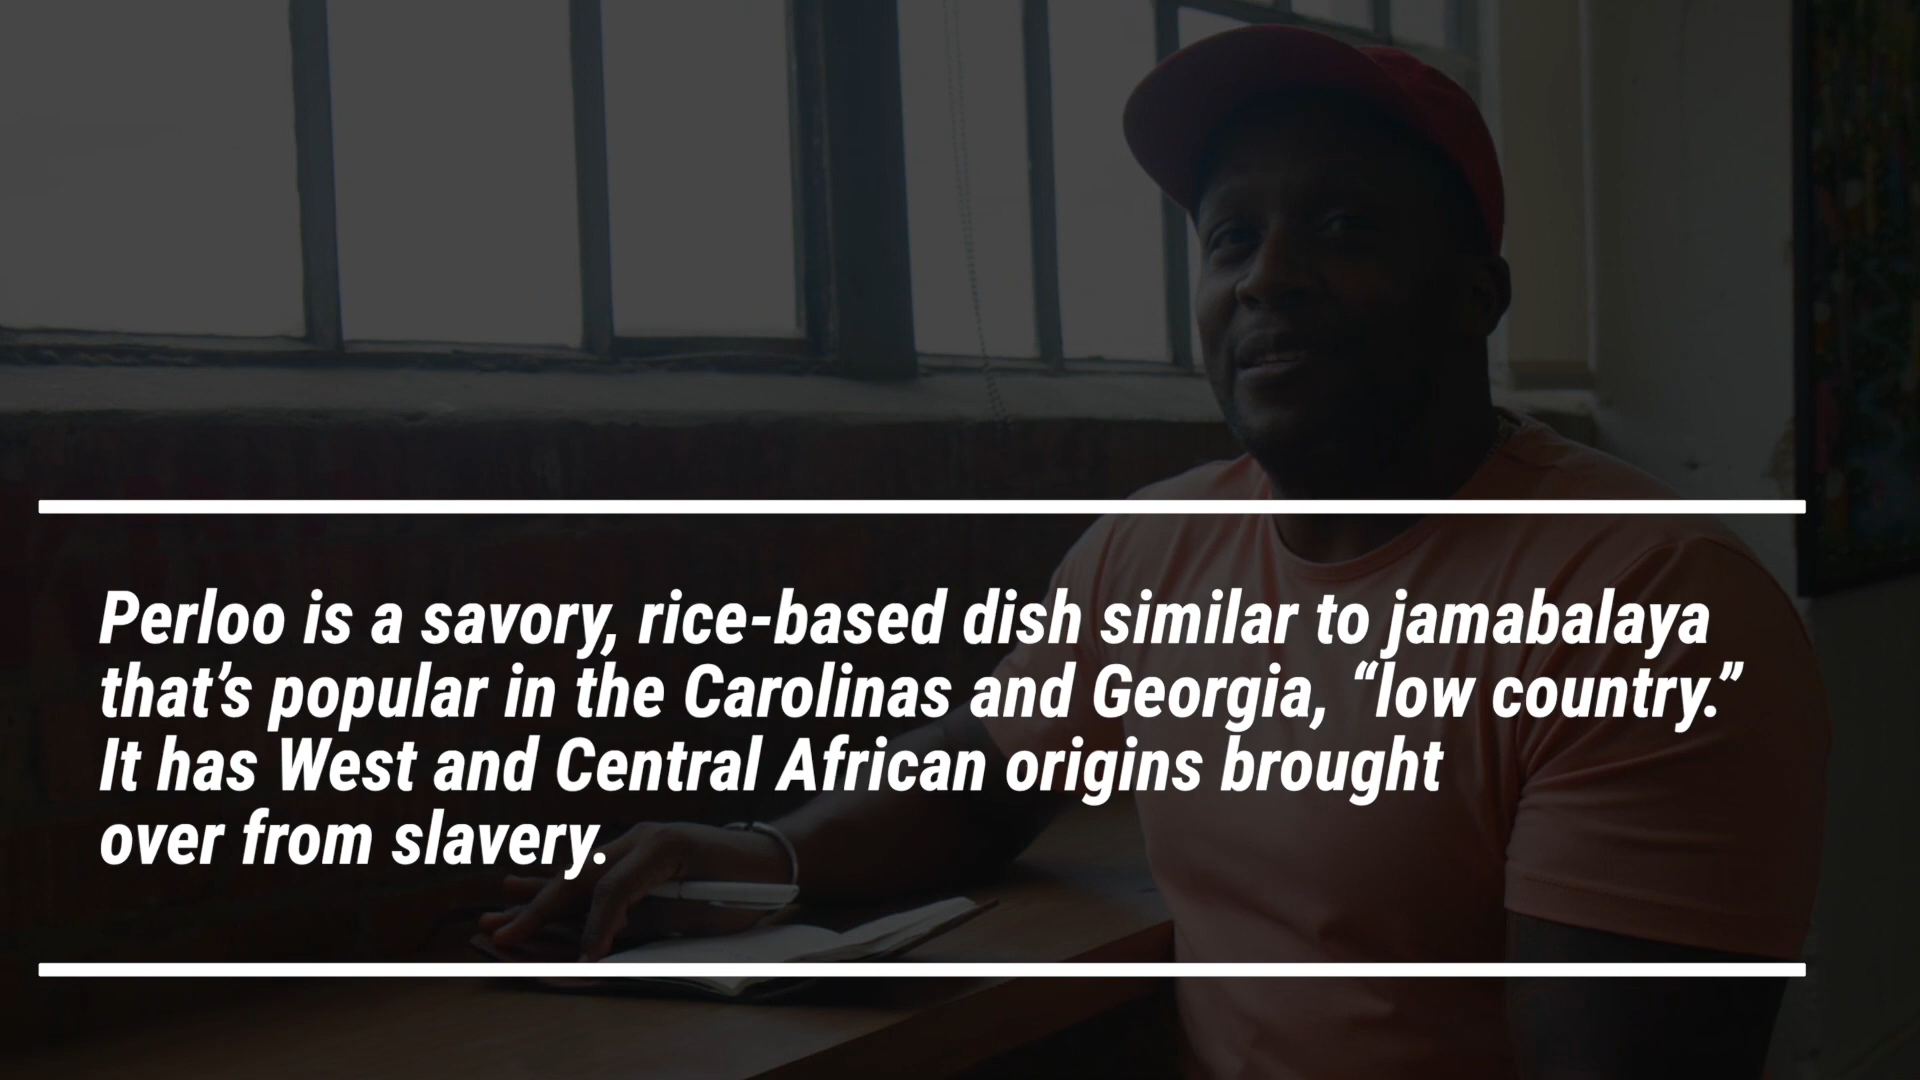 Perloo is a savory, rice-based dish similar to jamabalaya
that’s popular in the Carolinas and Georgia, “low country.”
It has West and Central African origins brought
over from slavery.